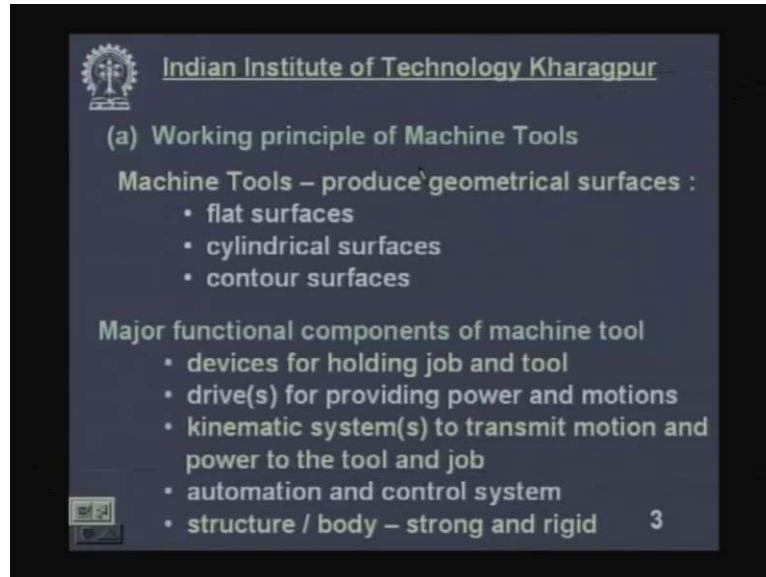 Indian Institute of Technology Kharagpur
(a) Working principle of Machine Tools
Machine Tools – produce geometrical surfaces :
• flat surfaces
• cylindrical surfaces
• contour surfaces
Major functional components of machine tool
• devices for holding job and tool
• drive(s) for providing power and motions
• kinematic system(s) to transmit motion and
power to the tool and job
• automation and control system
• structure / body – strong and rigid 3